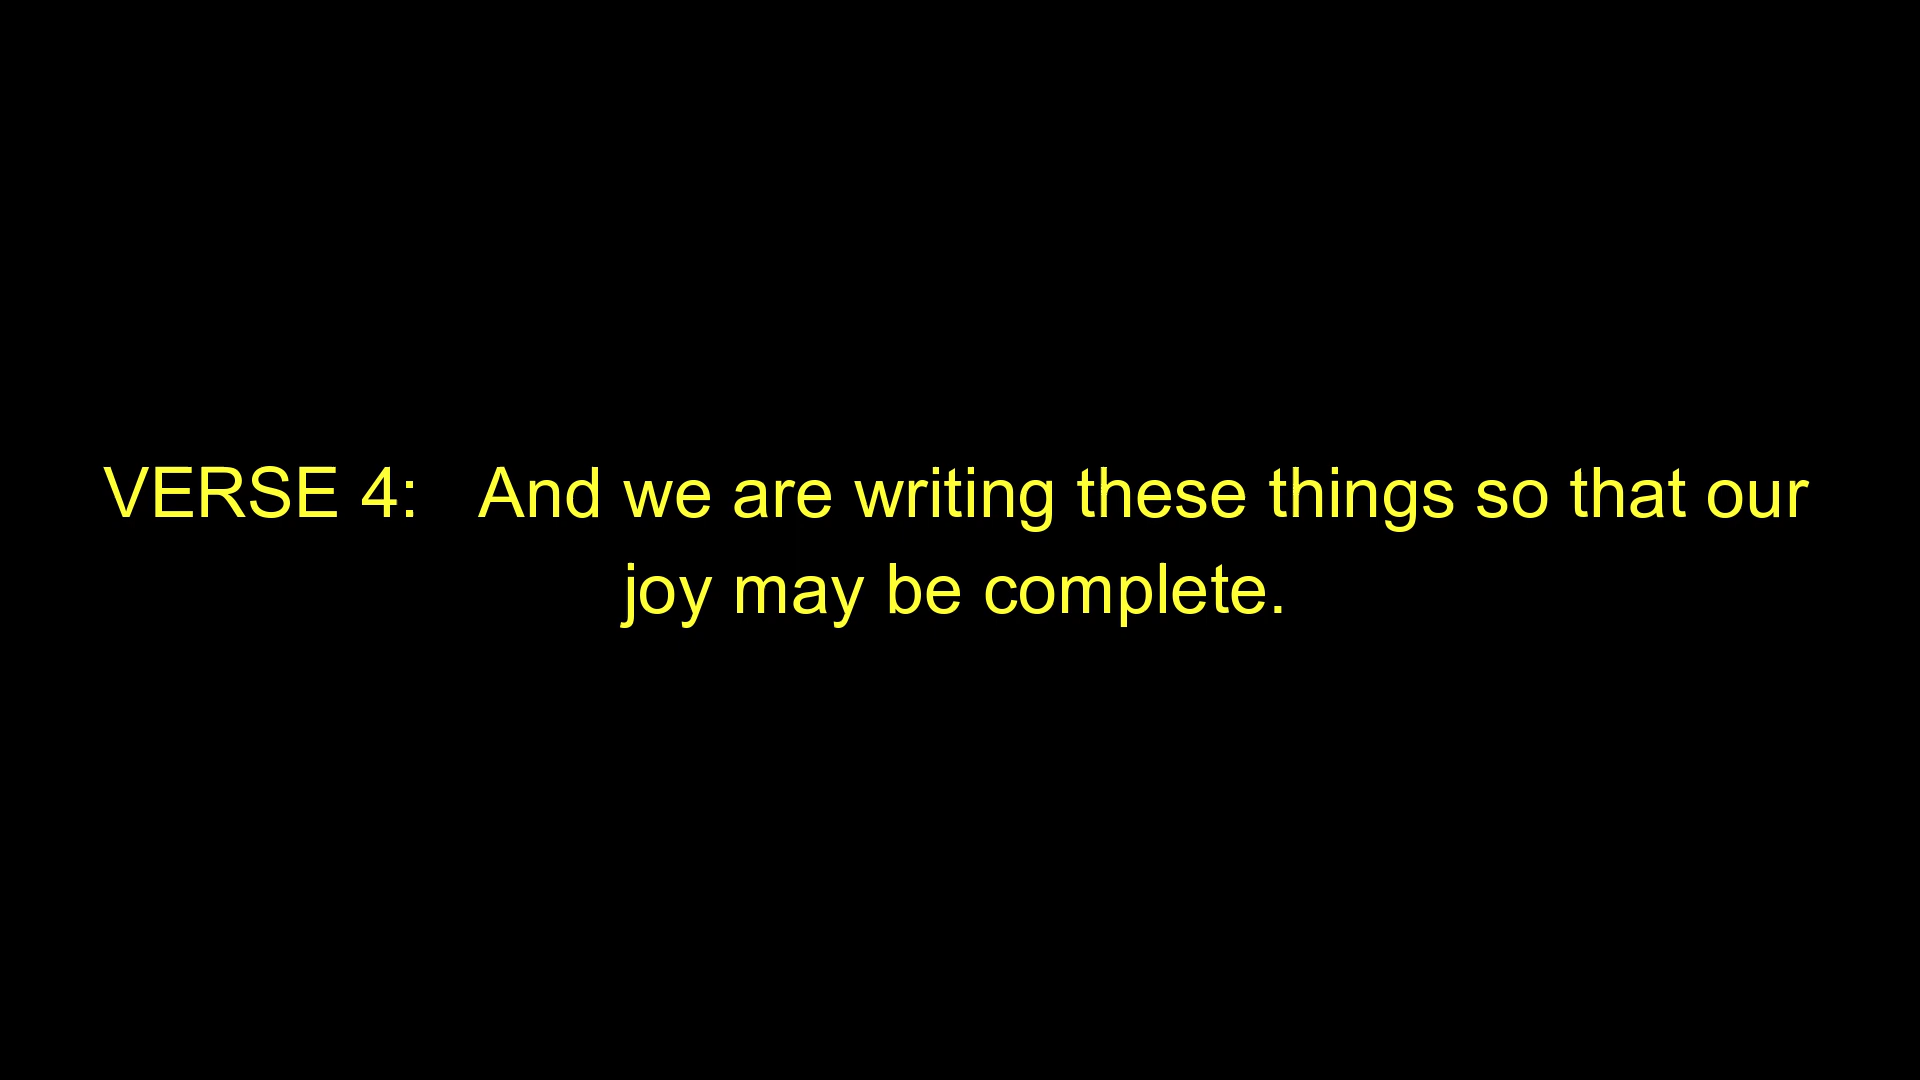 VERSE 4:   And we are writing these things so that our
joy may be complete.